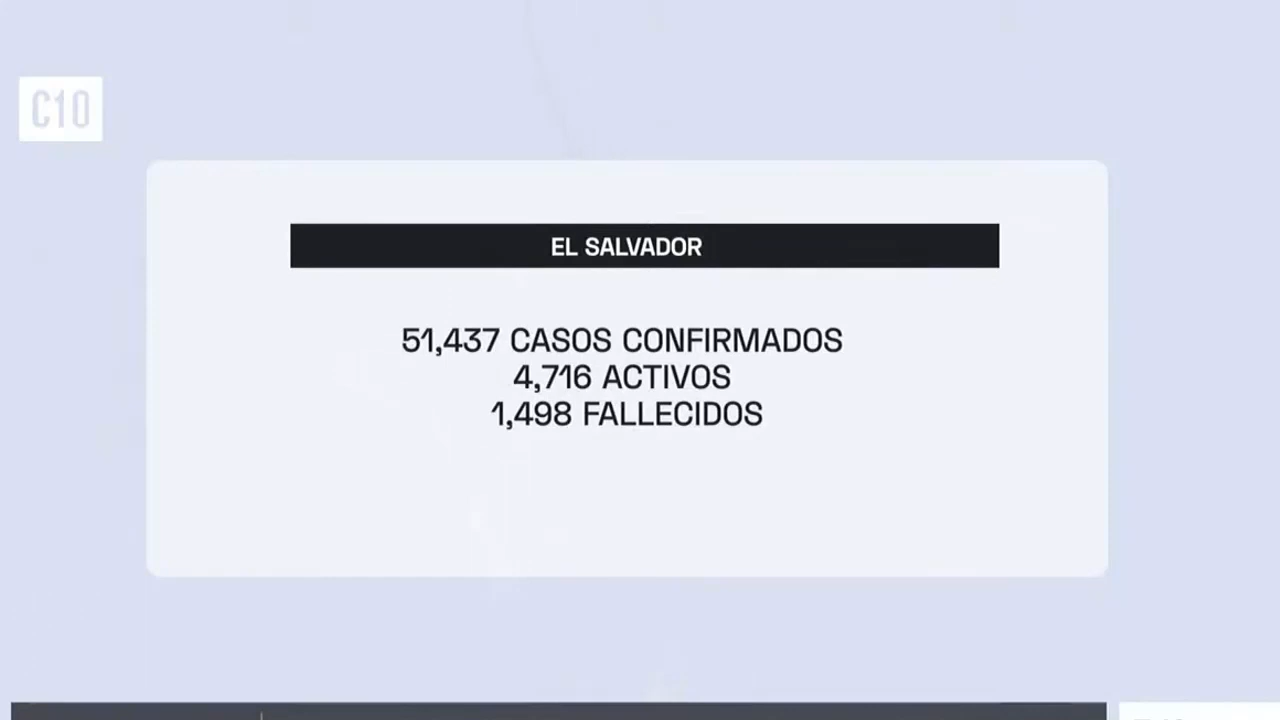 C10
EL SALVADOR
51,437 CASOS CONFIRMADOS
4,716 ACTIVOS
1,498 FALLECIDOS